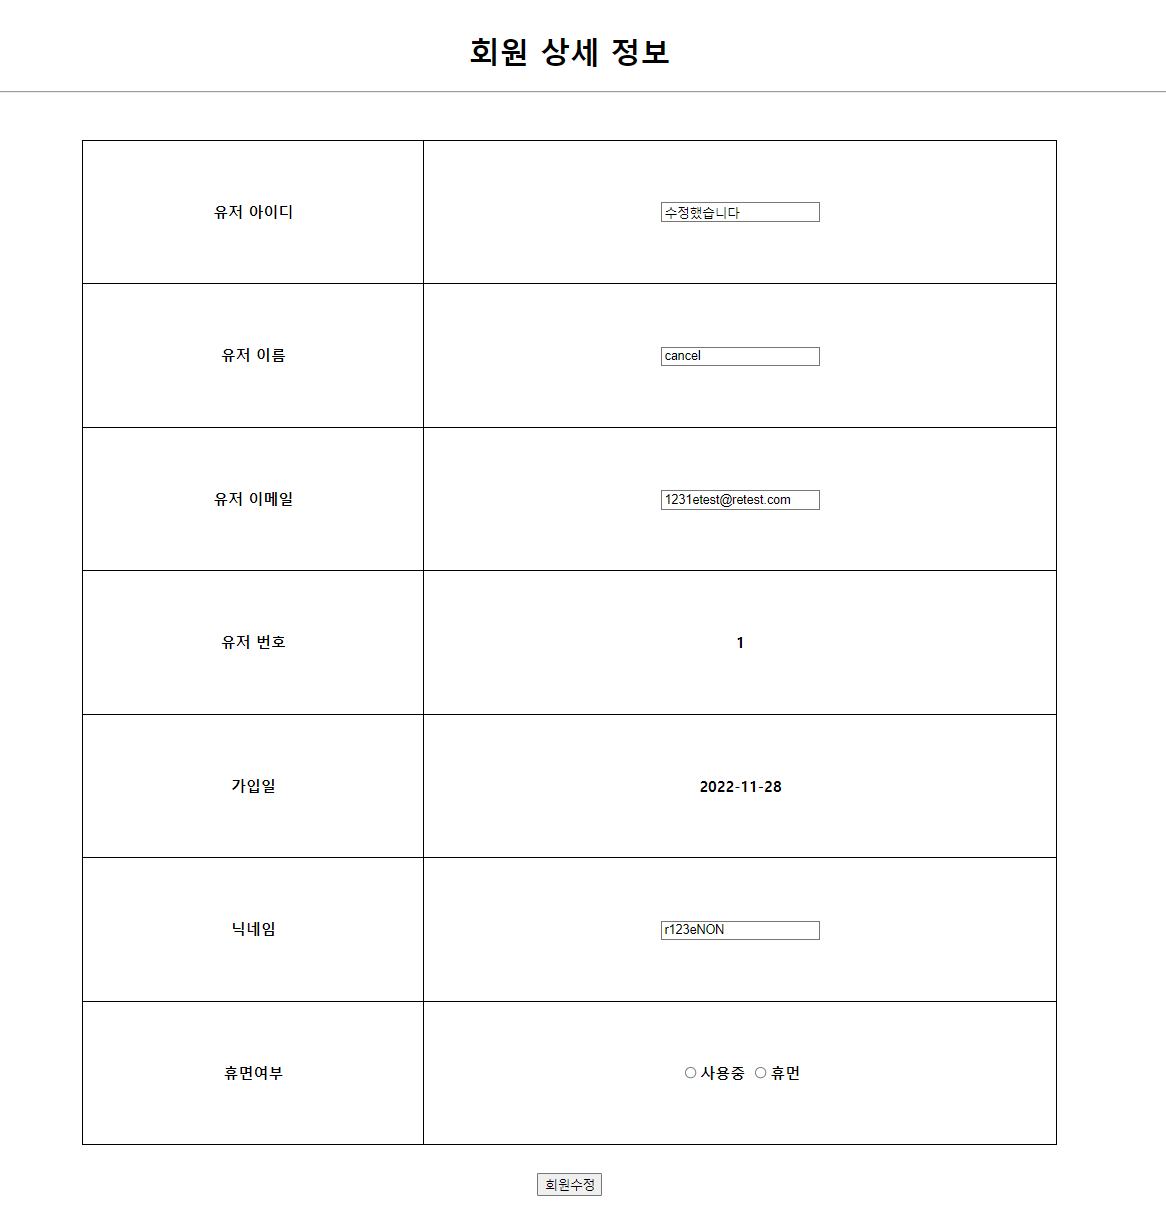 회원 상세 정보
유저 아이디 수정했습니다
유저 이름 cancel
유저 이메일 1231etest@retest.com
유저 번호 1
가입일 2022-11-28
닉네임 r123eNON
휴면여부 사용중 휴먼
회원수정